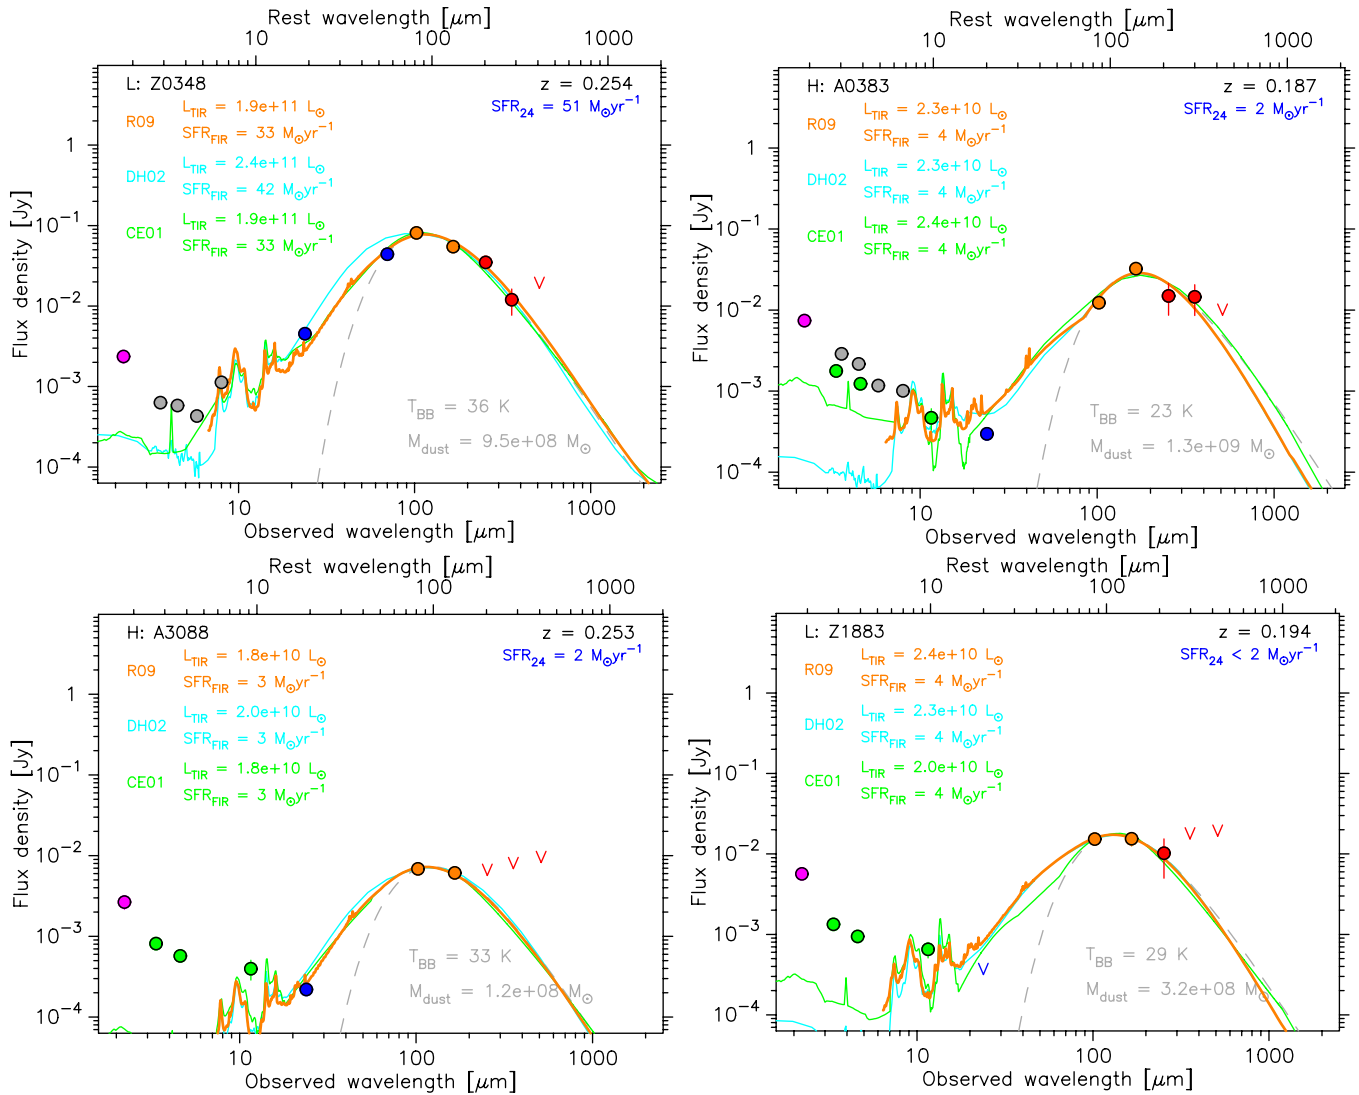 Rest wavelength [μm]
10 100 1000
L: Z0348
z = 0.254
SFR24 = 51 M⊙yr−1
R09
LTIR = 1.9e+11 L⊙
SFRFIR = 33 M⊙yr−1
DH02
LTIR = 2.4e+11 L⊙
SFRFIR = 42 M⊙yr−1
CE01
LTIR = 1.9e+11 L⊙
SFRFIR = 33 M⊙yr−1
TBB = 36 K
Mdust = 9.5e+08 M⊙
Flux density [Jy]
1
10−1
10−2
10−3
10−4
10 100 1000
Observed wavelength [μm]
Rest wavelength [μm]
10 100 1000
H: A0383
z = 0.187
SFR24 = 2 M⊙yr−1
R09
LTIR = 2.3e+10 L⊙
SFRFIR = 4 M⊙yr−1
DH02
LTIR = 2.3e+10 L⊙
SFRFIR = 4 M⊙yr−1
CE01
LTIR = 2.4e+10 L⊙
SFRFIR = 4 M⊙yr−1
TBB = 23 K
Mdust = 1.3e+09 M⊙
Flux density [Jy]
1
10−1
10−2
10−3
10−4
10 100 1000
Observed wavelength [μm]
Rest wavelength [μm]
10 100 1000
H: A3088
z = 0.253
SFR24 = 2 M⊙yr−1
R09
LTIR = 1.8e+10 L⊙
SFRFIR = 3 M⊙yr−1
DH02
LTIR = 2.0e+10 L⊙
SFRFIR = 3 M⊙yr−1
CE01
LTIR = 1.8e+10 L⊙
SFRFIR = 3 M⊙yr−1
TBB = 33 K
Mdust = 1.2e+08 M⊙
Flux density [Jy]
1
10−1
10−2
10−3
10−4
10 100 1000
Observed wavelength [μm]
Rest wavelength [μm]
10 100 1000
L: Z1883
z = 0.194
SFR24 < 2 M⊙yr−1
R09
LTIR = 2.4e+10 L⊙
SFRFIR = 4 M⊙yr−1
DH02
LTIR = 2.3e+10 L⊙
SFRFIR = 4 M⊙yr−1
CE01
LTIR = 2.0e+10 L⊙
SFRFIR = 4 M⊙yr−1
TBB = 29 K
Mdust = 3.2e+08 M⊙
Flux density [Jy]
1
10−1
10−2
10−3
10−4
10 100 1000
Observed wavelength [μm]